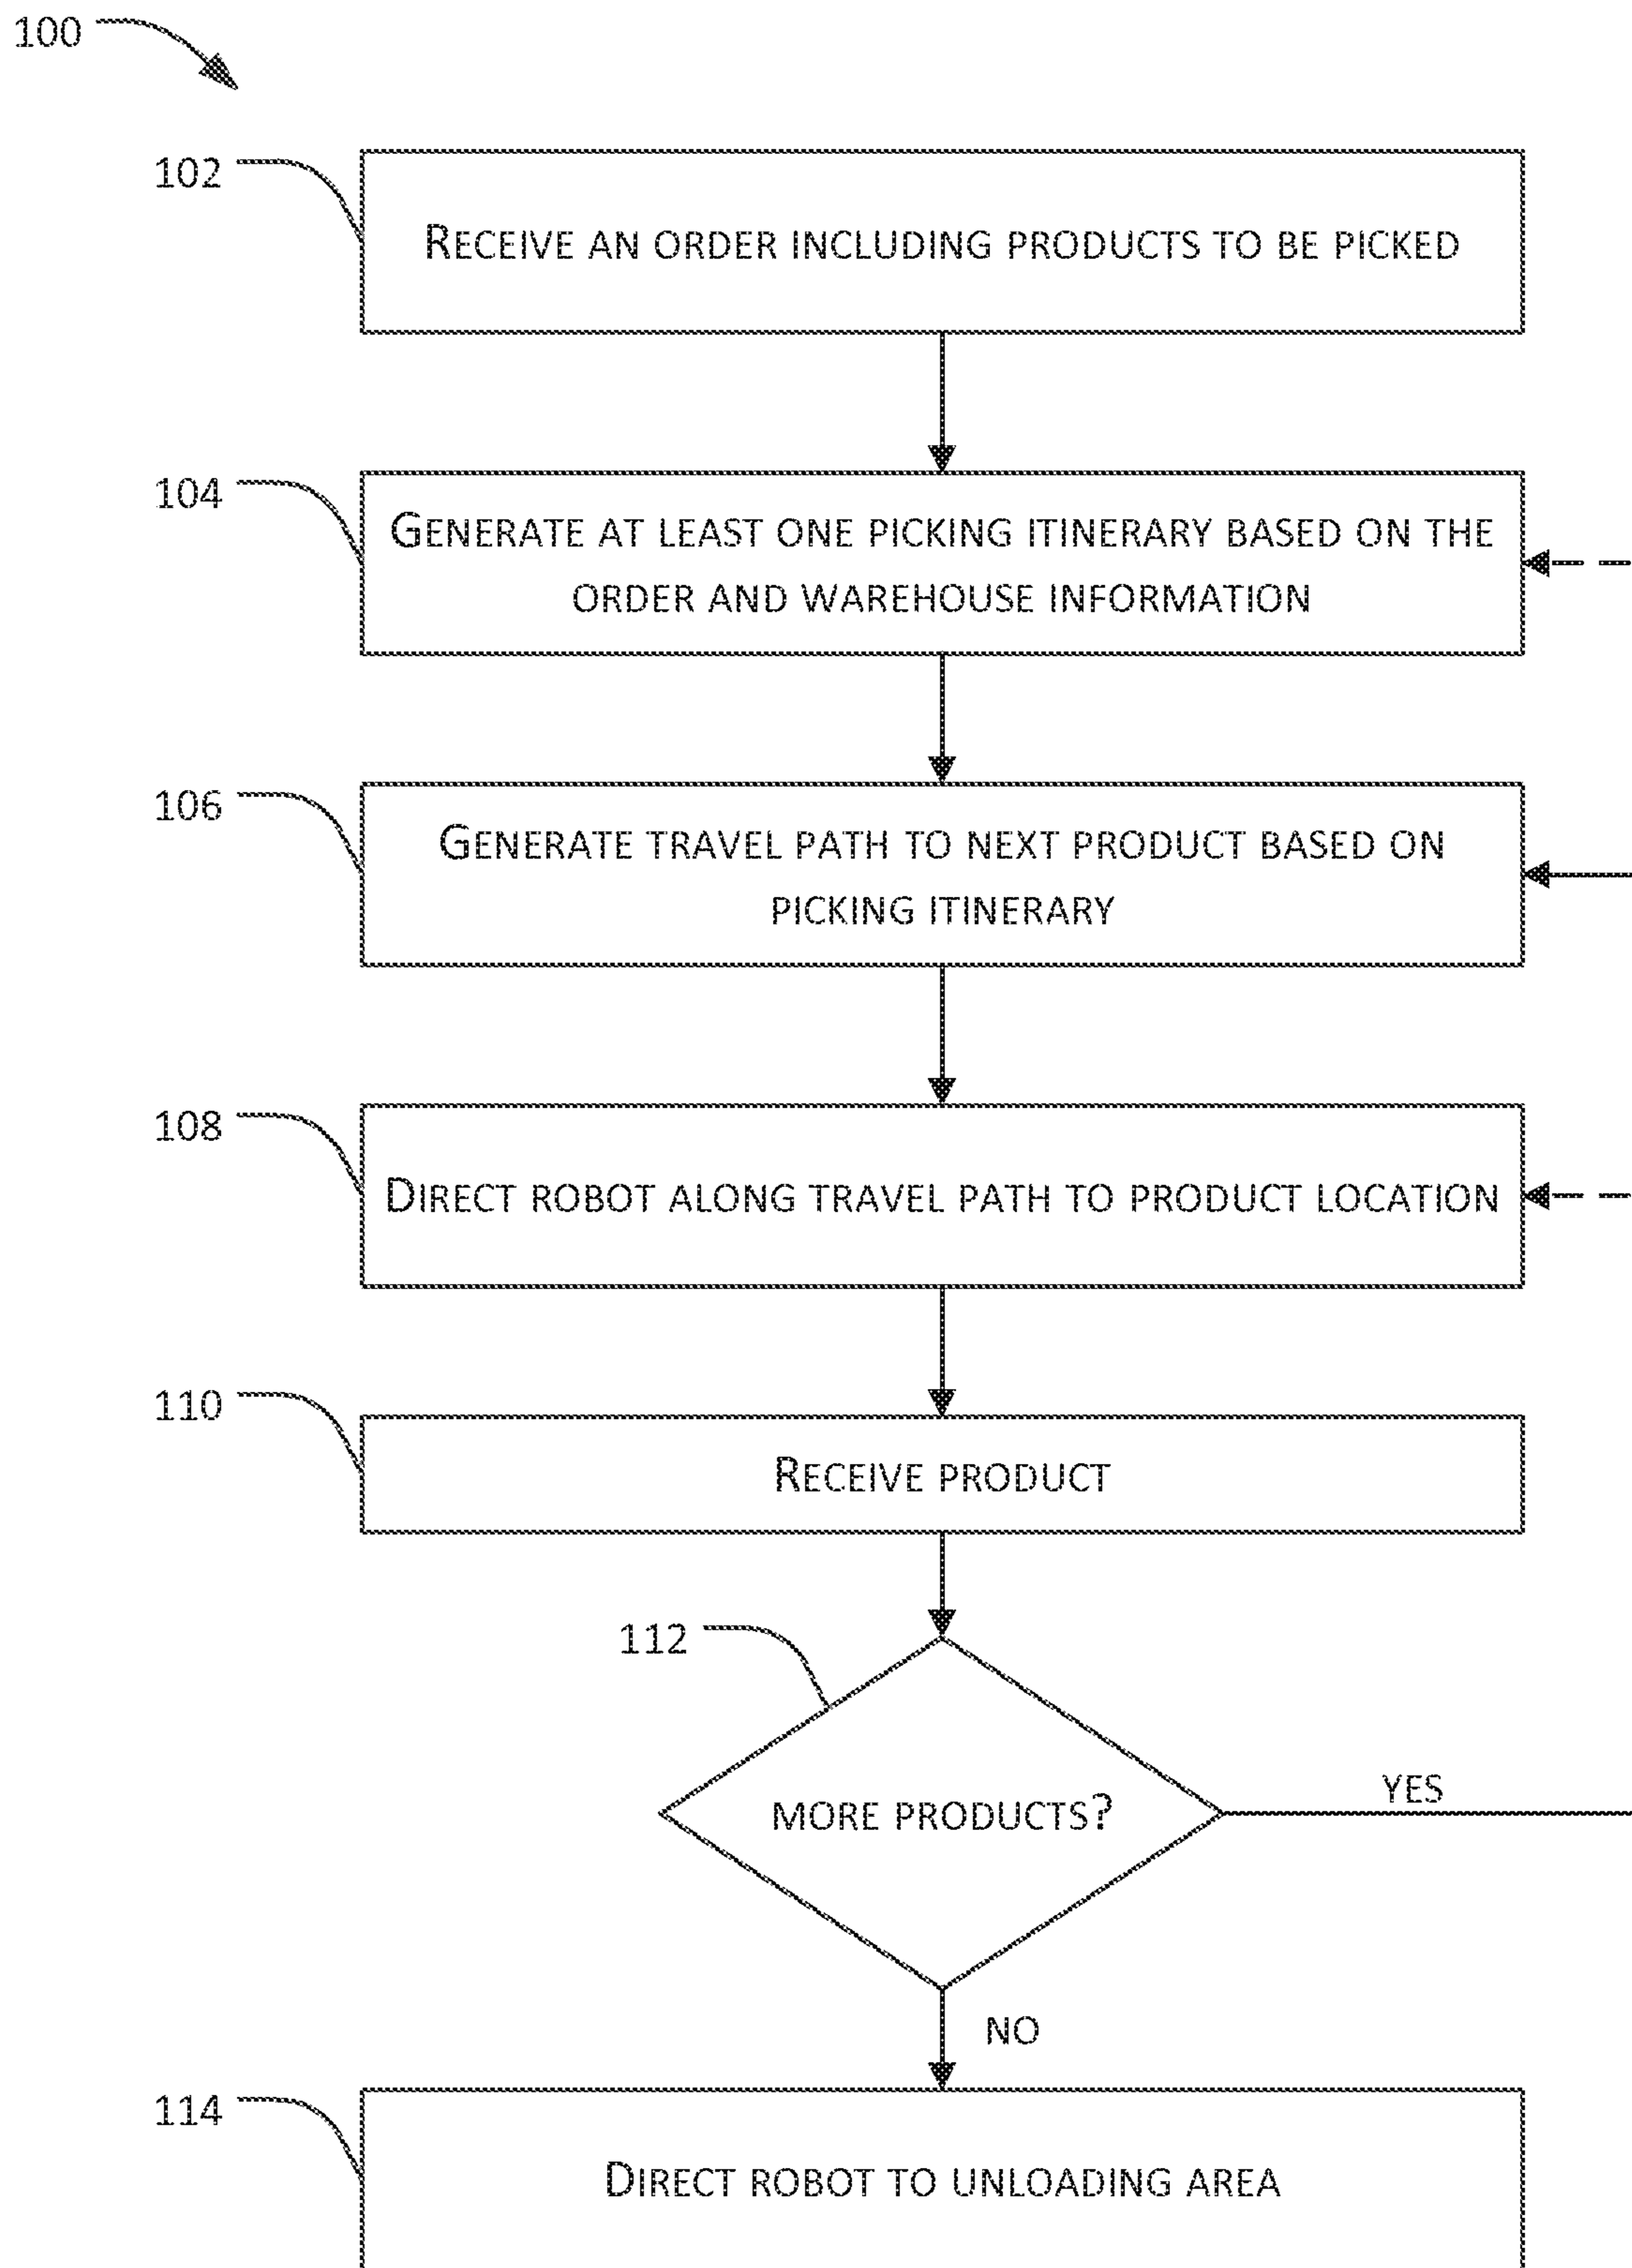 100
102
RECEIVE AN ORDER INCLUDING PRODUCTS TO BE PICKED
104
GENERATE AT LEAST ONE PICKING ITINERARY BASED ON THE
ORDER AND WAREHOUSE INFORMATION
106
GENERATE TRAVEL PATH TO NEXT PRODUCT BASED ON
PICKING ITINERARY
108
DIRECT ROBOT ALONG TRAVEL PATH TO PRODUCT LOCATION
110
RECEIVE PRODUCT
112
MORE PRODUCTS?
YES
NO
114
DIRECT ROBOT TO UNLOADING AREA